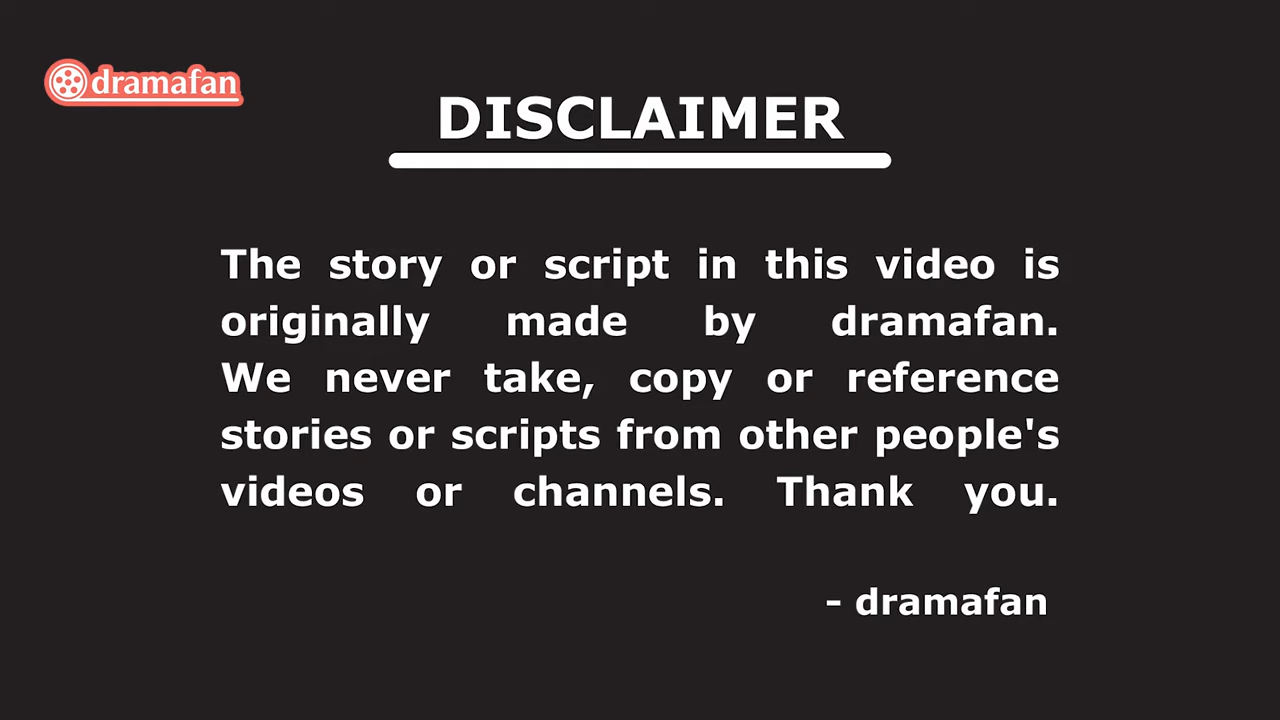 dramafan
DISCLAIMER
The story or script in this video is
originally made by dramafan.
We never take, copy or reference
stories or scripts from other people's
videos or channels. Thank you.
- dramafan